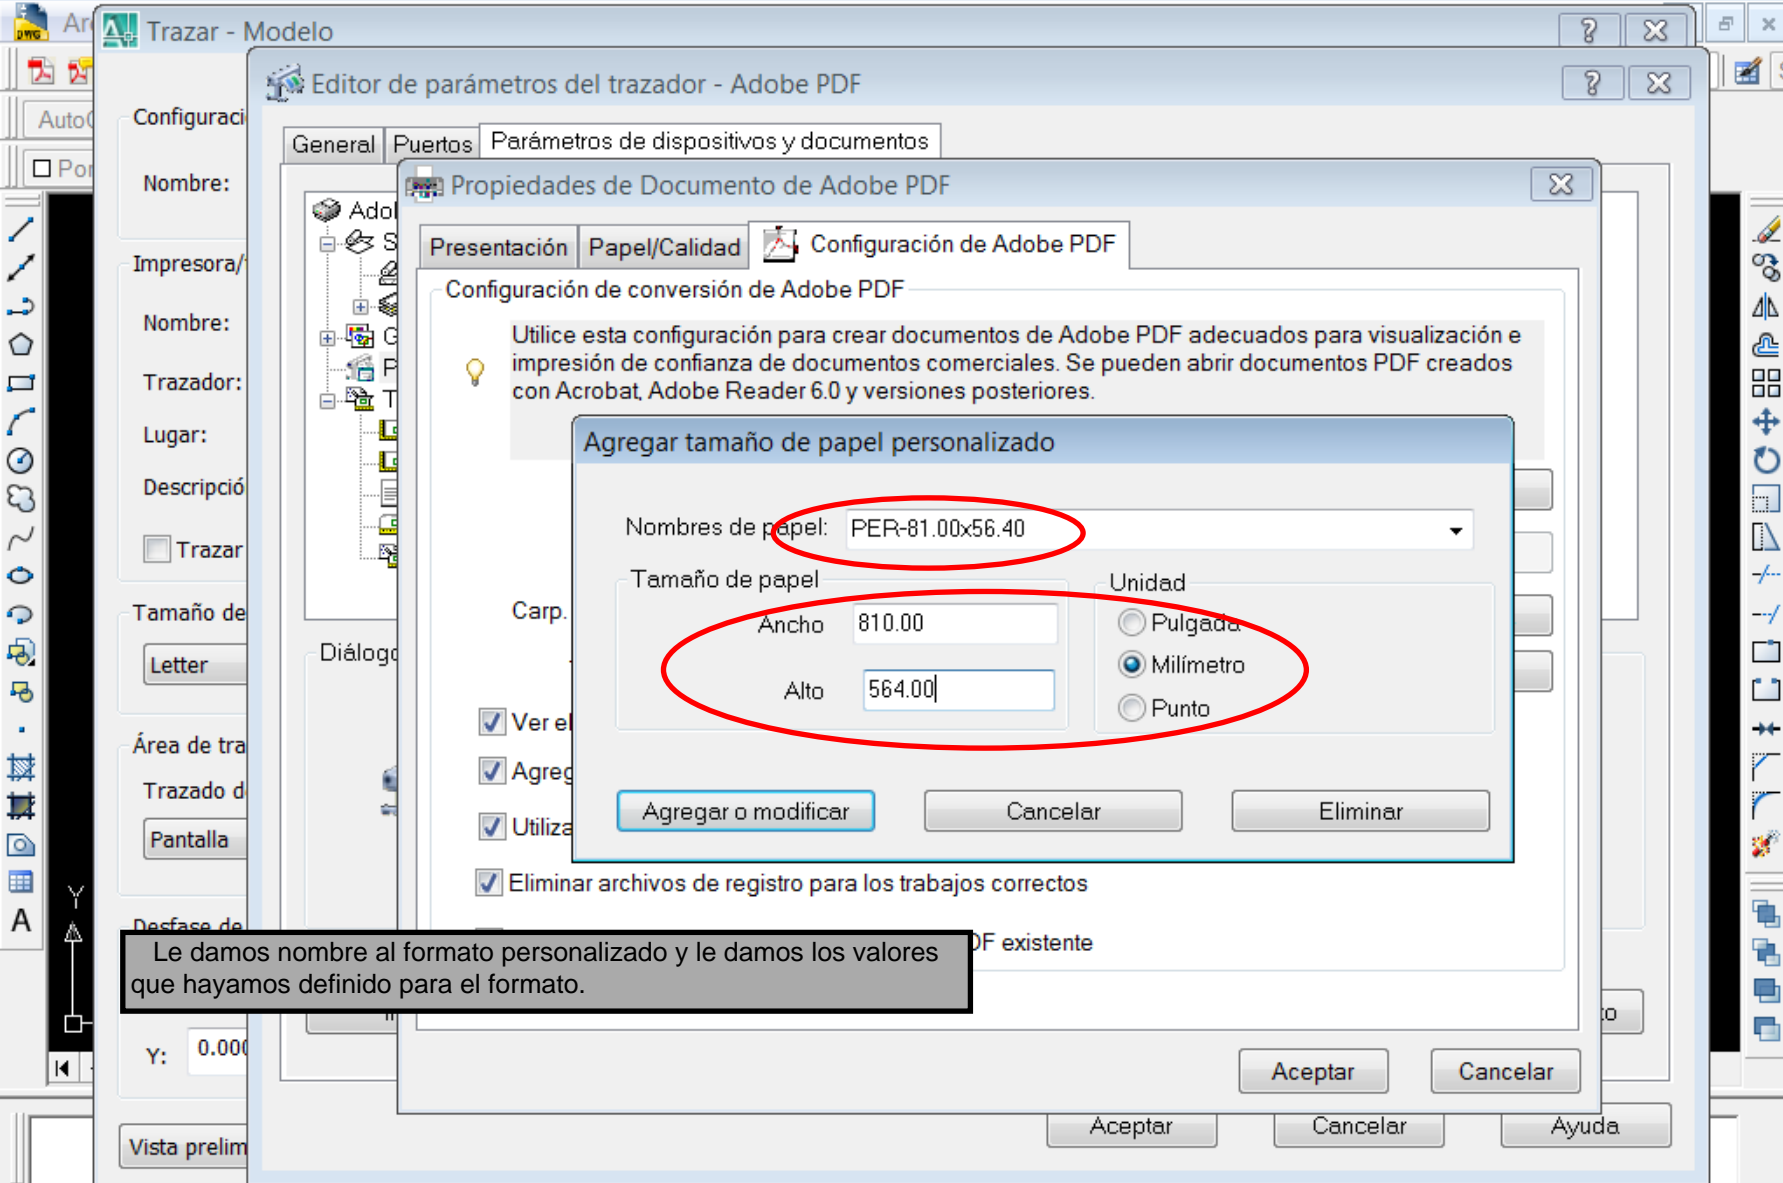 Trazar - Modelo
Editor de parámetros del trazador - Adobe PDF
General
Puertos
Parámetros de dispositivos y documentos
Configuraci
Nombre:
Impresora/
Nombre:
Trazador:
Lugar:
Descripció
Trazar
Tamaño de
Letter
Área de tra
Trazado d
Pantalla
Desfase de
Y: 0.000
Vista prelim
Propiedades de Documento de Adobe PDF
Presentación
Papel/Calidad
Configuración de Adobe PDF
Configuración de conversión de Adobe PDF
Utilice esta configuración para crear documentos de Adobe PDF adecuados para visualización e
impresión de confianza de documentos comerciales. Se pueden abrir documentos PDF creados
con Acrobat, Adobe Reader 6.0 y versiones posteriores.
Agregar tamaño de papel personalizado
Nombres de papel: PER-81.00x56.40
Tamaño de papel
Ancho 810.00
Alto 564.00
Unidad
Pulgada
Milímetro
Punto
Agregar o modificar
Cancelar
Eliminar
Carp.
Diálogo
Ver el
Agreg
Utiliza
Eliminar archivos de registro para los trabajos correctos
Le damos nombre al formato personalizado y le damos los valores
que hayamos definido para el formato.
existente
Aceptar
Cancelar
Aceptar
Cancelar
Ayuda